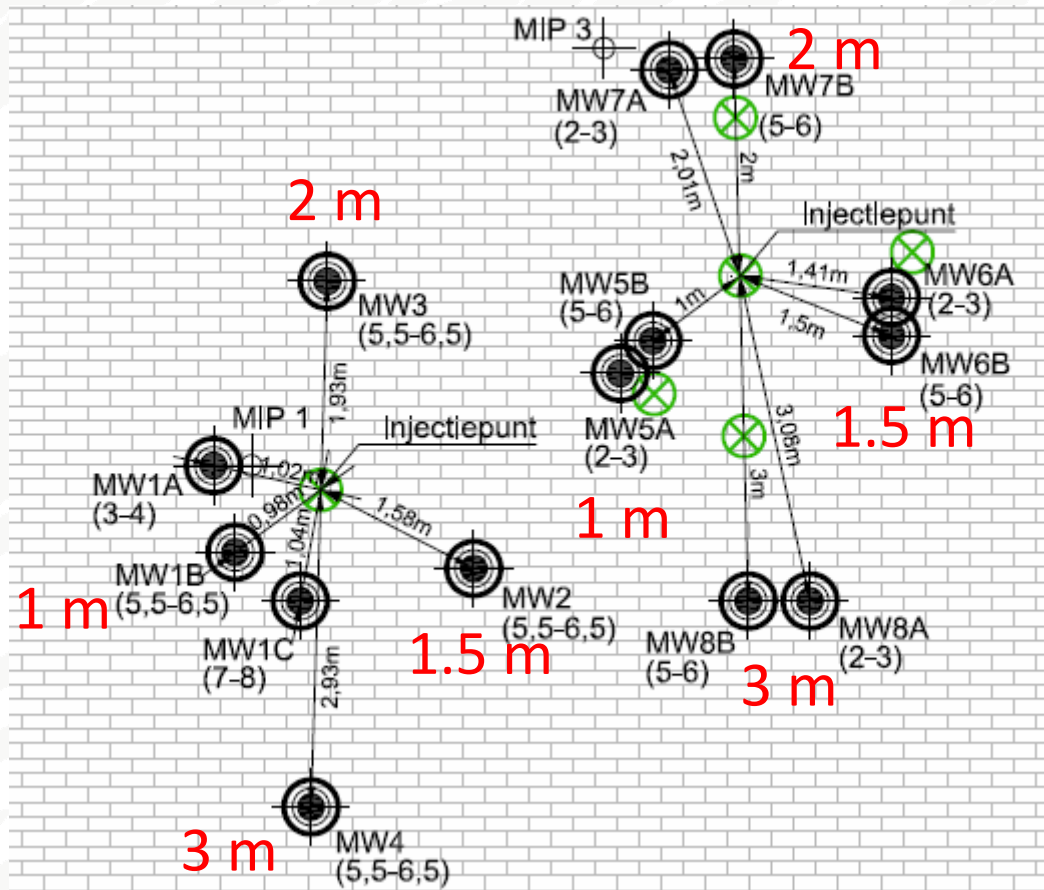 MIP 3
2 m
MW7A
(2-3)
MW7B
(5-6)
2,01m
2m
Injectiepunt
2 m
MW3
(5,5-6,5)
1,93m
MW5B
(5-6)
1m
1,41m
MW6A
(2-3)
1,5m
MW6B
(5-6)
1.5 m
MW5A
(2-3)
1 m
3,08m
3m
MW8B
(5-6)
MW8A
(2-3)
3 m
MIP 1
Injectiepunt
MW1A
(3-4)
1,02m
0,98m
1,04m
1,58m
MW1B
(5,5-6,5)
1 m
MW1C
(7-8)
MW2
(5,5-6,5)
1.5 m
2,93m
3 m
MW4
(5,5-6,5)